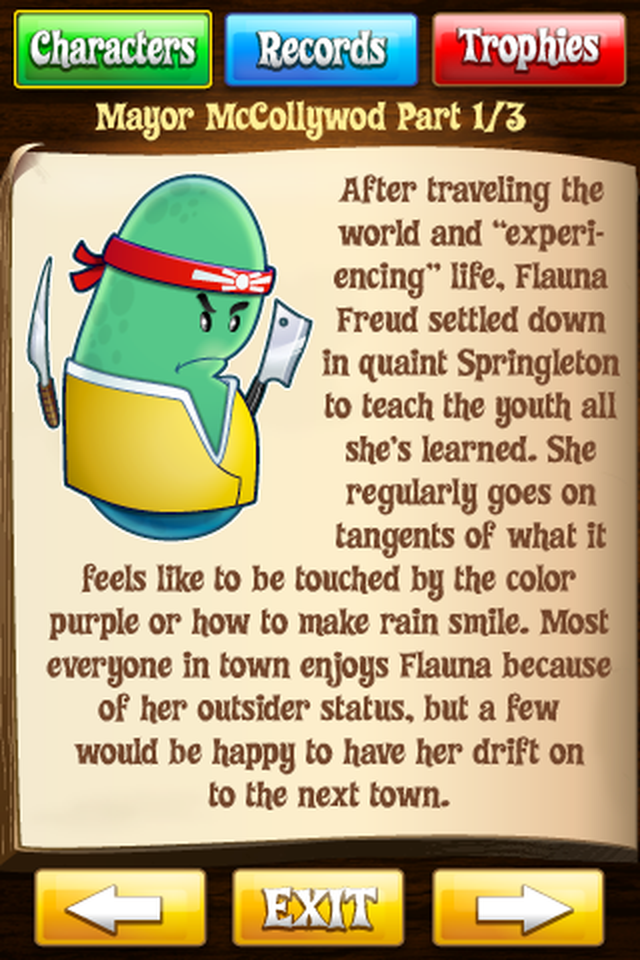 Characters Records Trophies
Mayor McCollywod Part 1/3
After traveling the
world and “experi-
encing” life, Flauna
Freud settled down
in quaint Springleton
to teach the youth all
she's learned. She
regularly goes on
tangents of what it
feels like to be touched by the color
purple or how to make rain smile. Most
everyone in town enjoys Flauna because
of her outsider status, but a few
would be happy to have her drift on
to the next town.
EXIT